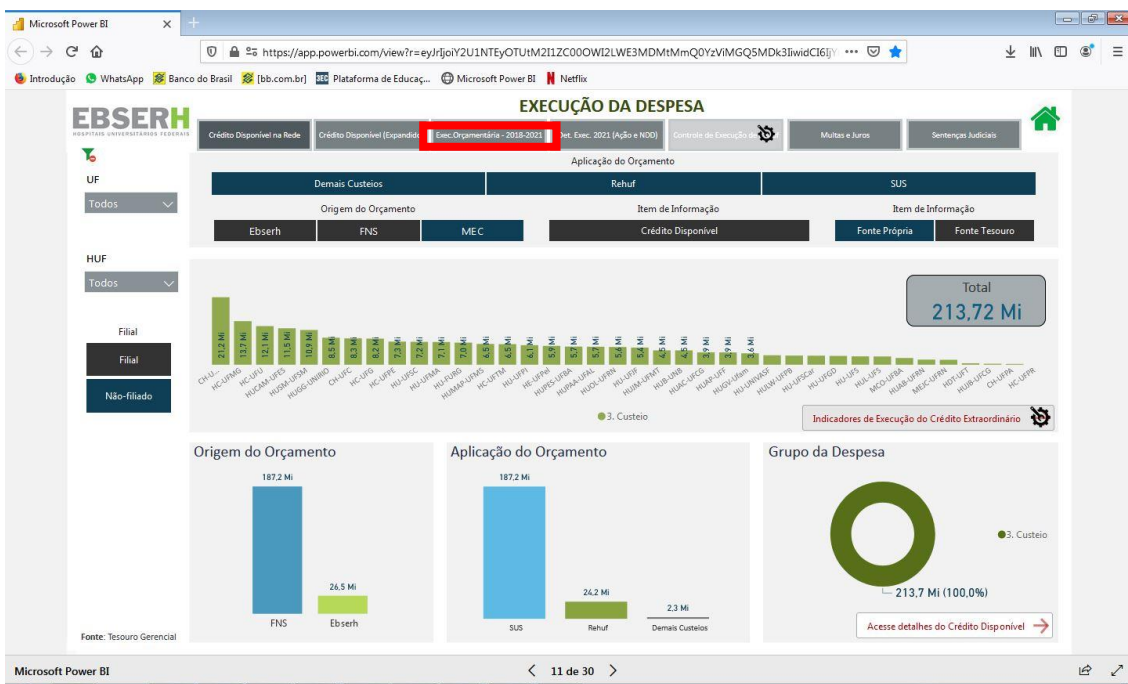 Microsoft Power BI
https://app.powerbi.com/view?r=
Introdução WhatsApp Banco do Brasil [bb.com.br] Plataforma de Educaç... Microsoft Power BI Netflix
EBSERH
HOSPITAIS UNIVERSITÁRIOS FEDERAIS
EXECUÇÃO DA DESPESA
Crédito Disponível na Rede Crédito Disponível (Expandido Exec.Orçamentária - 2018-2021 Det. Exec. 2021 (Ação e NDD) Controle de Execução de Multas e Juros Sentenças Judiciais
Aplicação do Orçamento
Demais Custeios Rehuf SUS
Origem do Orçamento Item de Informação Item de Informação
Ebserh FNS MEC Crédito Disponível Fonte Própria Fonte Tesouro
UF
Todos
HUF
Todos
Filial
Filial
Não-filiado
Total
213,72 Mi
21,2 Mi 13,7 Mi 12,1 Mi 11,5 Mi 10,9 Mi 8,5 Mi 8,3 Mi 8,2 Mi 7,3 Mi 7,2 Mi 7,1 Mi 7,0 Mi 6,5 Mi 6,5 Mi 6,1 Mi 5,9 Mi 5,7 Mi 5,7 Mi 5,6 Mi 5,4 Mi 4,5 Mi 4,5 Mi 3,9 Mi 3,9 Mi 3,6 Mi
CH-U... HC-UFMG HC-UFU HUCAM-UFES HUSM-UFSM HUGG-UNIRIO CH-UFC HC-UFG HC-UFPE HU-UFSC HU-UFMA HU-FURG HUMAP-UFMS HC-UFTM HU-UFPI HE-UFPel HUPES-UFBA HUPAA-UFAL HUOL-UFRN HU-UFJF HUJM-UFMT HUB-UNB HUAC-UFCG HUAP-UFF HUGV-Ufam HU-UNIVASF HULW-UFPB HU-UFSCar HU-UFGD HU-UFS HUL-UFS MCO-UFBA HUAB-UFRN MEJC-UFRN HDT-UFT HUJB-UFCG CH-UFPA HC-UFPR
3. Custeio
Indicadores de Execução do Crédito Extraordinário
Origem do Orçamento
187,2 Mi
26,5 Mi
FNS Ebserh
Aplicação do Orçamento
187,2 Mi
24,2 Mi
2,3 Mi
SUS Rehuf Demais Custeios
Grupo da Despesa
3. Custeio
213,7 Mi (100,0%)
Acesse detalhes do Crédito Disponível
Fonte: Tesouro Gerencial
Microsoft Power BI 11 de 30